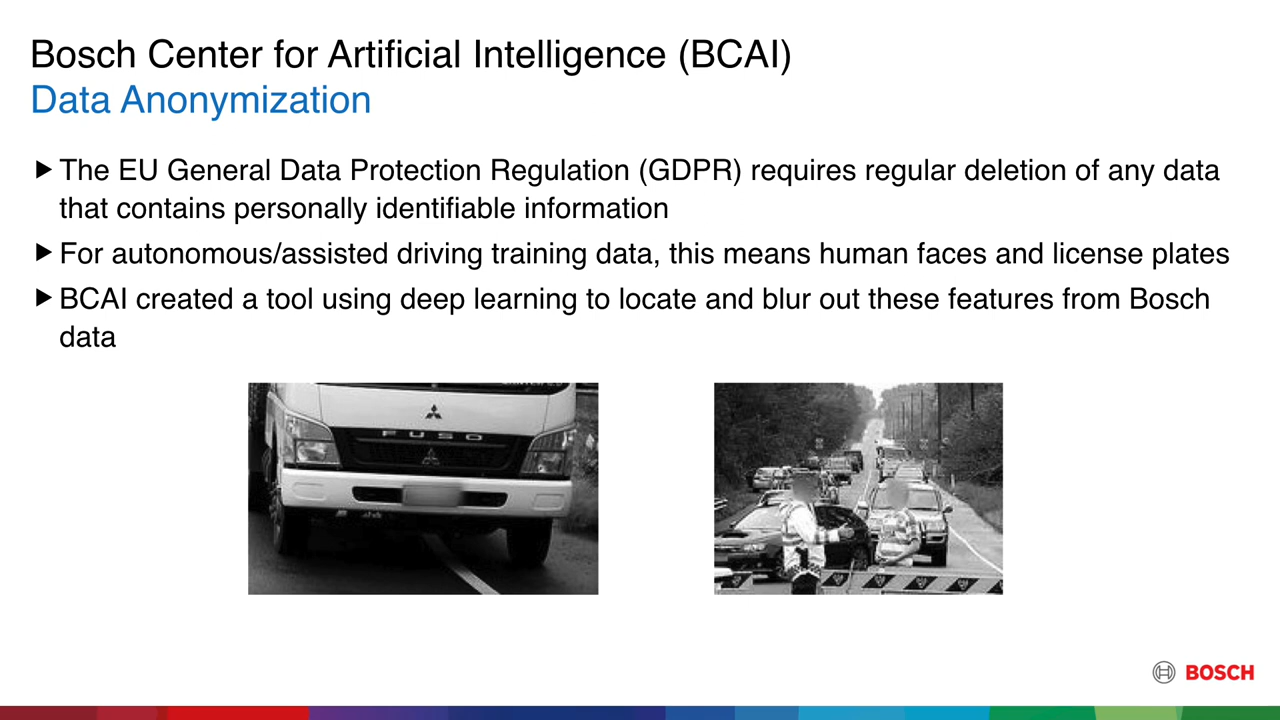 Bosch Center for Artificial Intelligence (BCAI)
Data Anonymization
The EU General Data Protection Regulation (GDPR) requires regular deletion of any data
that contains personally identifiable information
For autonomous/assisted driving training data, this means human faces and license plates
BCAI created a tool using deep learning to locate and blur out these features from Bosch
data
FUSO
BOSCH